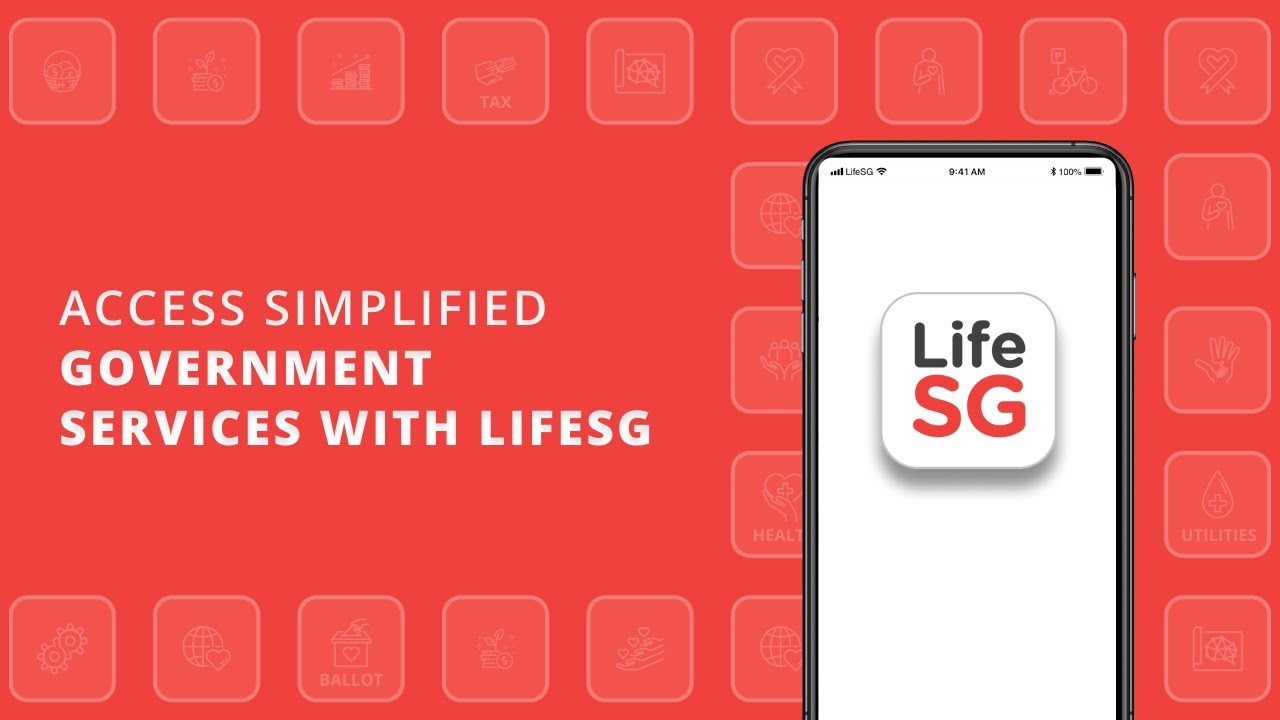 TAX
LifeSG 9:41 AM 100%
ACCESS SIMPLIFIED
GOVERNMENT
SERVICES WITH LIFESG
Life
SG
HEALT
UTILITIES
BALLOT